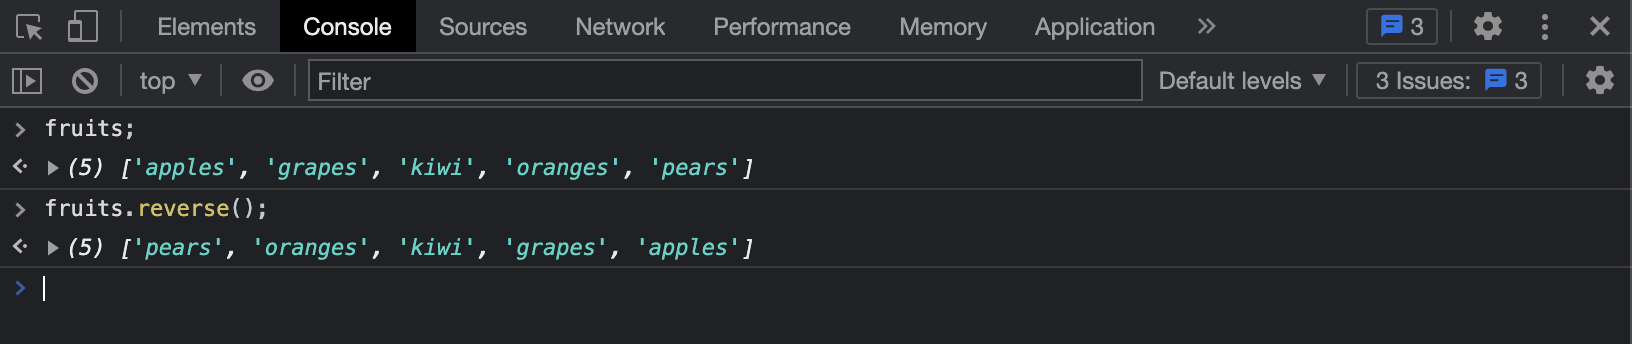 Elements Console Sources Network Performance Memory Application » 3
top ▼ Filter Default levels ▼ 3 Issues: 3
> fruits;
(5) ['apples', 'grapes', 'kiwi', 'oranges', 'pears']
> fruits.reverse();
(5) ['pears', 'oranges', 'kiwi', 'grapes', 'apples']
>